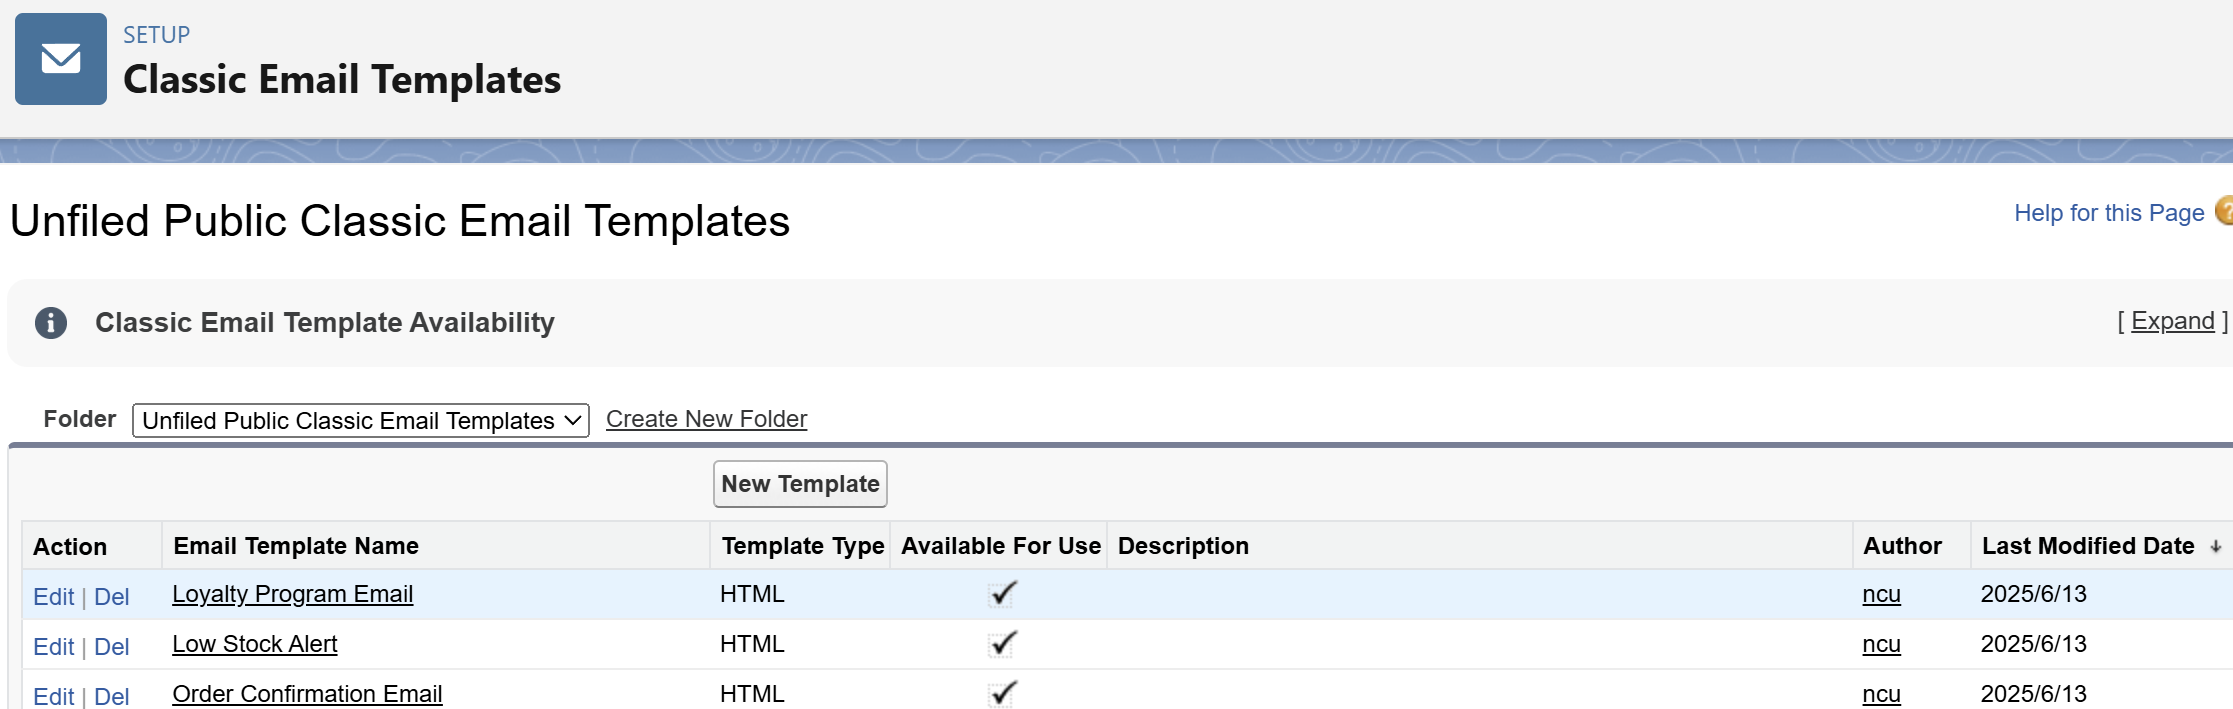 SETUP
Classic Email Templates
Unfiled Public Classic Email Templates
Help for this Page ?
Classic Email Template Availability
[ Expand ]
Folder Unfiled Public Classic Email Templates Create New Folder
New Template
Action Email Template Name Template Type Available For Use Description Author Last Modified Date ↓
Edit | Del Loyalty Program Email HTML ✓ ncu 2025/6/13
Edit | Del Low Stock Alert HTML ✓ ncu 2025/6/13
Edit | Del Order Confirmation Email HTML ✓ ncu 2025/6/13